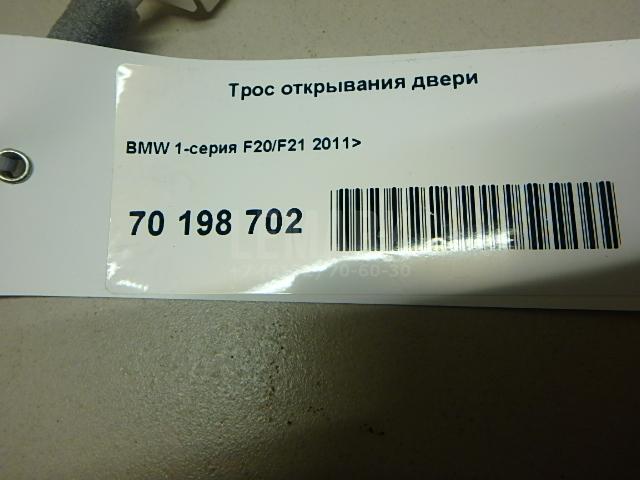 Трос открывания двери
BMW 1-серия F20/F21 2011>
70 198 702